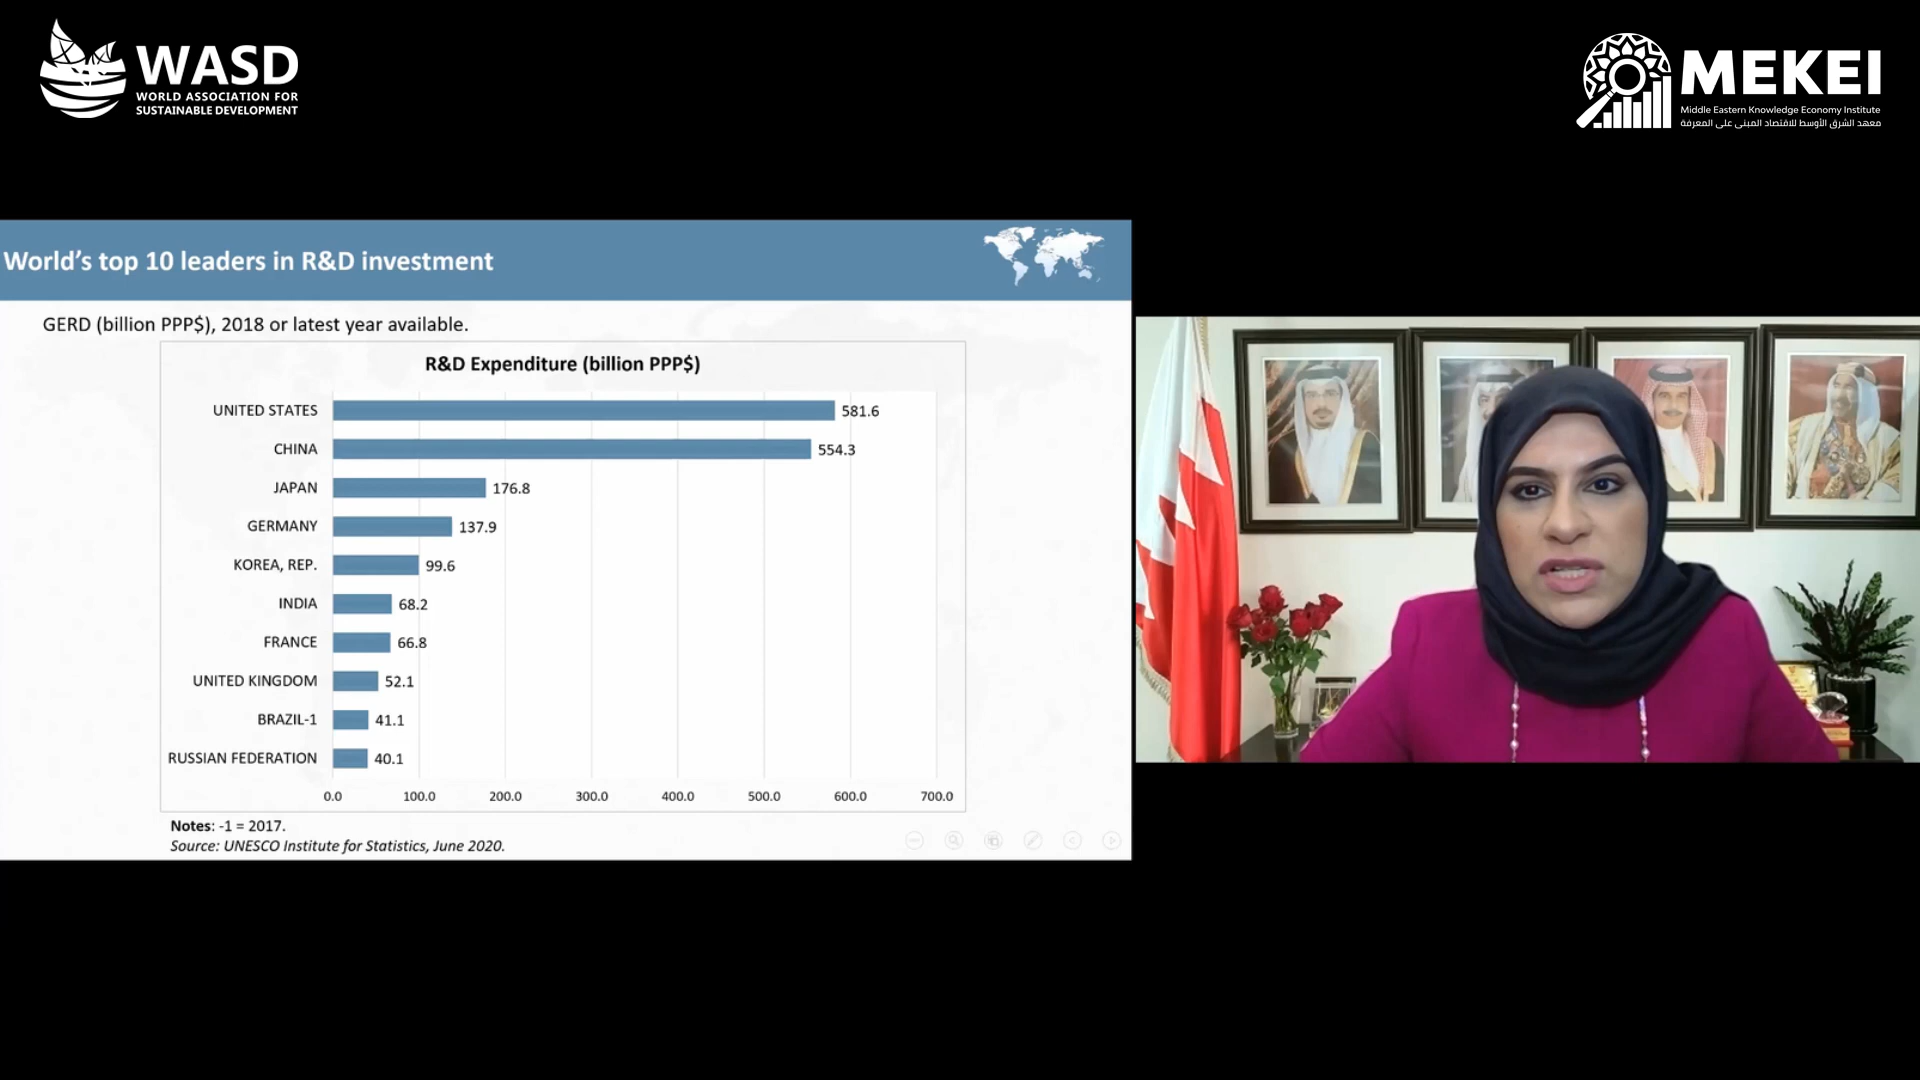 WASD
WORLD ASSOCIATION FOR
SUSTAINABLE DEVELOPMENT
MEKEI
Middle Eastern Knowledge Economy Institute
معهد الشرق الأوسط للاقتصاد المبني على المعرفة
World's top 10 leaders in R&D investment
GERD (billion PPP$), 2018 or latest year available.
R&D Expenditure (billion PPP$)
UNITED STATES 581.6
CHINA 554.3
JAPAN 176.8
GERMANY 137.9
KOREA, REP. 99.6
INDIA 68.2
FRANCE 66.8
UNITED KINGDOM 52.1
BRAZIL-1 41.1
RUSSIAN FEDERATION 40.1
0.0 100.0 200.0 300.0 400.0 500.0 600.0 700.0
Notes: -1 = 2017.
Source: UNESCO Institute for Statistics, June 2020.